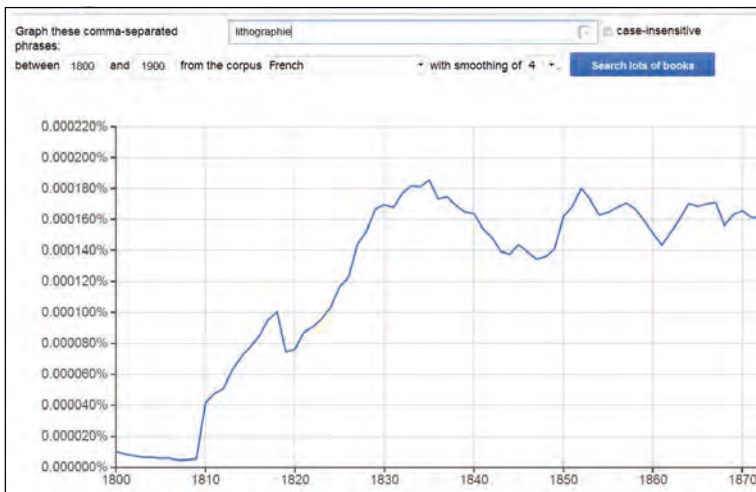 Graph these comma-separated phrases:
lithographie
case-insensitive
between 1800 and 1900 from the corpus French with smoothing of 4 .
Search lots of books
0.000220%
0.000200%
0.000180%
0.000160%
0.000140%
0.000120%
0.000100%
0.000080%
0.000060%
0.000040%
0.000020%
0.000000%
1800 1810 1820 1830 1840 1850 1860 1870